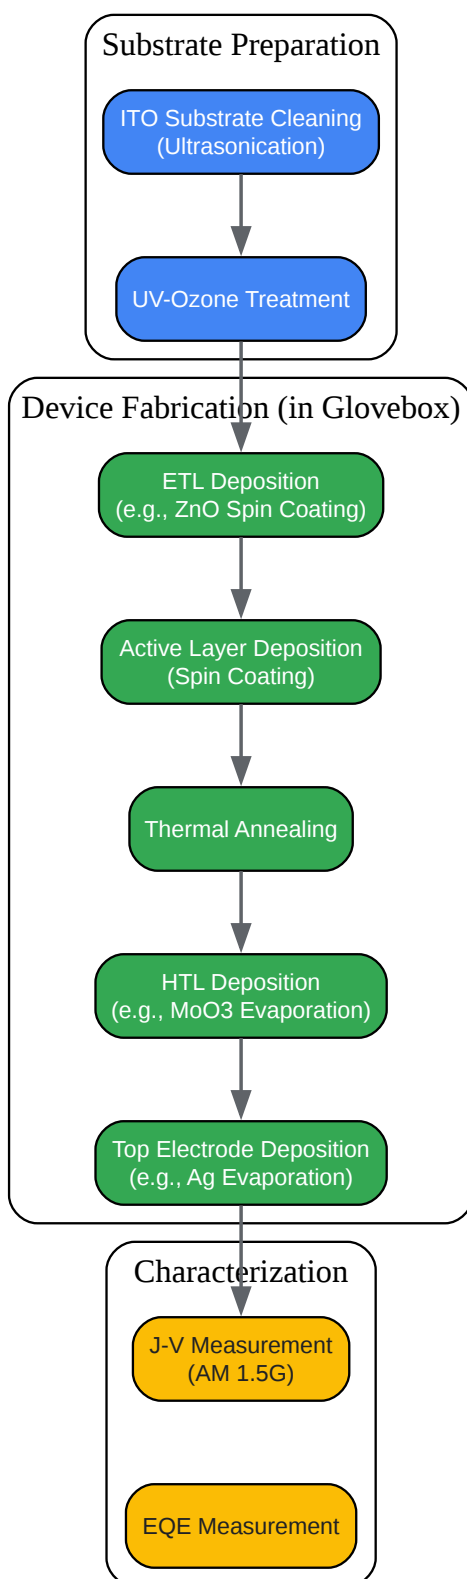 Substrate Preparation
ITO Substrate Cleaning
(Ultrasonication)
UV-Ozone Treatment
Device Fabrication (in Glovebox)
ETL Deposition
(e.g., ZnO Spin Coating)
Active Layer Deposition
(Spin Coating)
Thermal Annealing
HTL Deposition
(e.g., MoO3 Evaporation)
Top Electrode Deposition
(e.g., Ag Evaporation)
Characterization
J-V Measurement
(AM 1.5G)
EQE Measurement